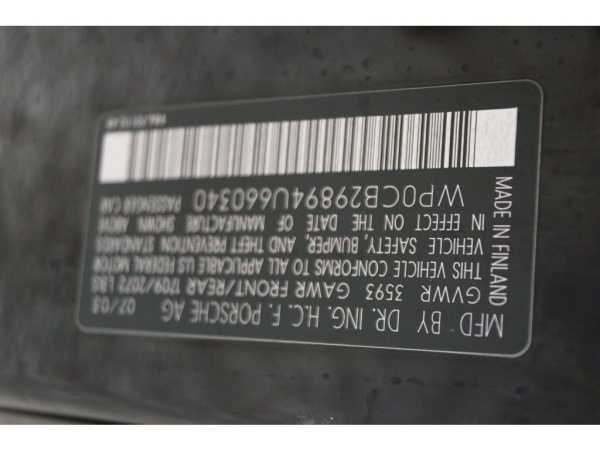 MFD BY DR. ING. H.C. F. PORSCHE AG
07/03
GVWR 3593 GAWR FRONT/REAR 1709/2072 LBS
THIS VEHICLE CONFORMS TO ALL APPLICABLE US FEDERAL MOTOR
VEHICLE SAFETY, BUMPER, AND THEFT PREVENTION STANDARDS
IN EFFECT ON THE DATE OF MANUFACTURE SHOWN ABOVE
WP0CB29894U660340 PASSENGER CAR
MADE IN FINLAND